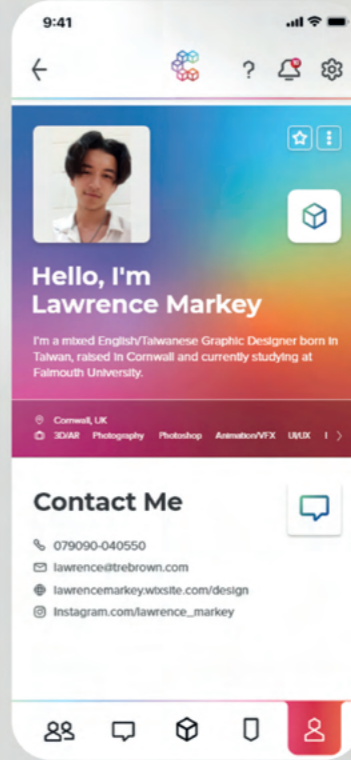 9:41
Hello, I'm
Lawrence Markey
I'm a mixed English/Taiwanese Graphic Designer born in
Taiwan, raised in Cornwall and currently studying at
Falmouth University.
Cornwall, UK
3D/AR Photography Photoshop Animation/VFX UI/UX I
Contact Me
079090-040550
lawrence@trebrown.com
lawrencemarkey.wixsite.com/design
Instagram.com/lawrence_markey